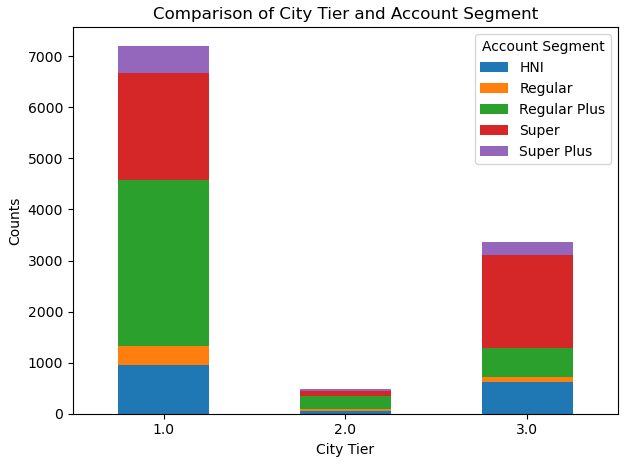 Comparison of City Tier and Account Segment
Account Segment
HNI
Regular
Regular Plus
Super
Super Plus
Counts
7000
6000
5000
4000
3000
2000
1000
0
1.0
2.0
3.0
City Tier